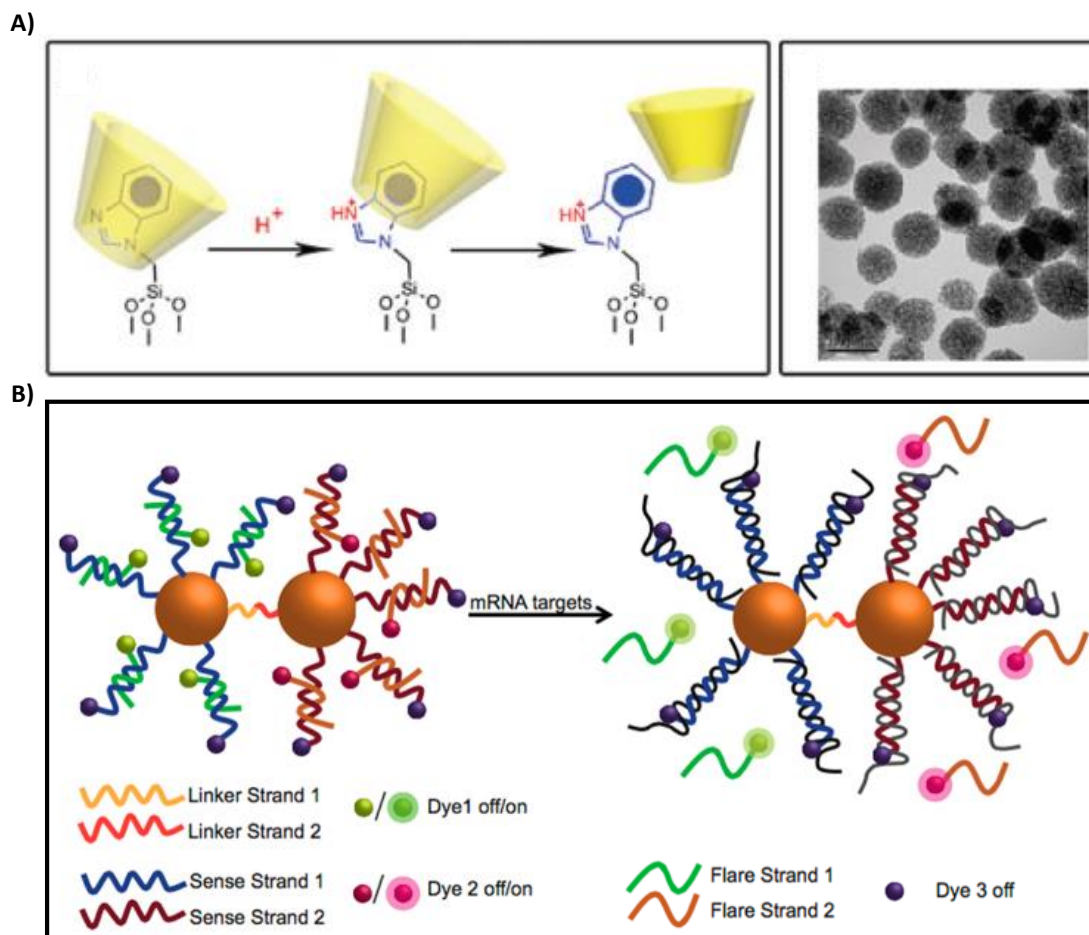 A)
H+
N
N
Si
O
O
O
HN+
N
Si
O
O
O
HN+
N
Si
O
O
O
B)
mRNA targets
Linker Strand 1
Linker Strand 2
Sense Strand 1
Sense Strand 2
/ Dye1 off/on
/ Dye 2 off/on
Flare Strand 1
Flare Strand 2
Dye 3 off